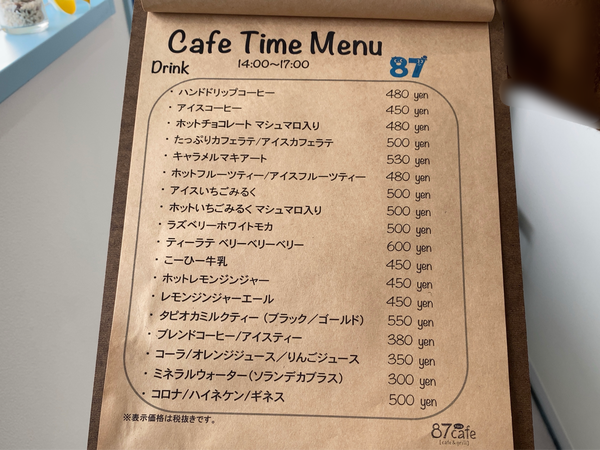 Cafe Time Menu
Drink 14:00〜17:00 87
・ハンドドリップコーヒー 480 yen
・アイスコーヒー 450 yen
・ホットチョコレート マシュマロ入り 480 yen
・たっぷりカフェラテ/アイスカフェラテ 500 yen
・キャラメルマキアート 530 yen
・ホットフルーツティー/アイスフルーツティー 480 yen
・アイスいちごみるく 500 yen
・ホットいちごみるく マシュマロ入り 500 yen
・ラズベリーホワイトモカ 500 yen
・ティーラテ ベリーベリーベリー 600 yen
・こーひー牛乳 450 yen
・ホットレモンジンジャー 450 yen
・レモンジンジャーエール 450 yen
・タピオカミルクティー（ブラック／ゴールド） 550 yen
・ブレンドコーヒー/アイスティー 380 yen
・コーラ/オレンジジュース／りんごジュース 350 yen
・ミネラルウォーター（ソランデカブラス） 300 yen
・コロナ/ハイネケン/ギネス 500 yen
※表示価格は税抜きです。
87cafe